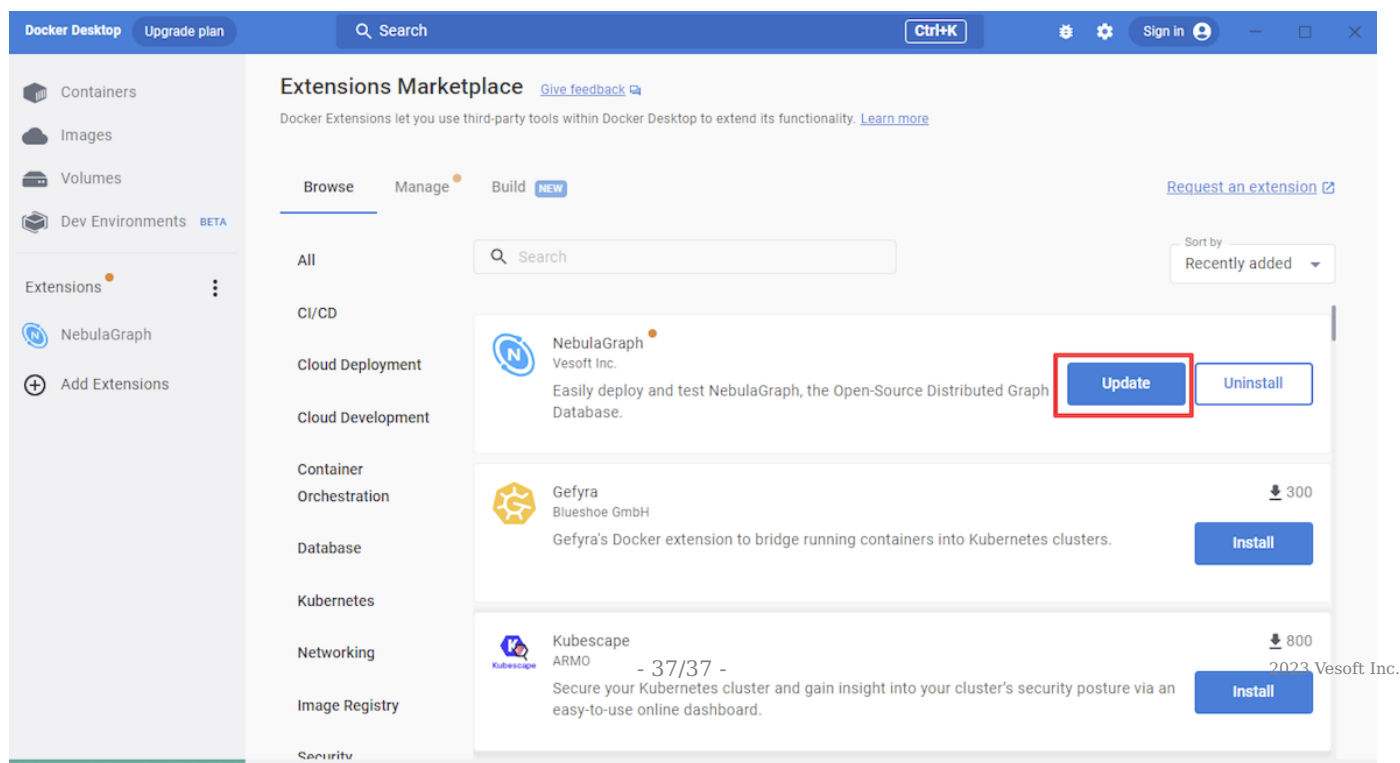 Docker Desktop Upgrade plan Search Ctrl+K Sign in
Containers
Images
Volumes
Dev Environments BETA
Extensions
NebulaGraph
Add Extensions
Extensions Marketplace Give feedback
Docker Extensions let you use third-party tools within Docker Desktop to extend its functionality. Learn more
Browse Manage Build NEW Request an extension
All
CI/CD
Cloud Deployment
Cloud Development
Container
Orchestration
Database
Kubernetes
Networking
Image Registry
Security
Search
Sort by
Recently added
NebulaGraph
Vesoft Inc.
Easily deploy and test NebulaGraph, the Open-Source Distributed Graph
Database.
Update Uninstall
Gefyra
Blueshoe GmbH
Gefyra's Docker extension to bridge running containers into Kubernetes clusters.
300
Install
Kubescape
Kubescape
ARMO
Secure your Kubernetes cluster and gain insight into your cluster's security posture via an
easy-to-use online dashboard.
800
Install
- 37/37 -
2023 Vesoft Inc.